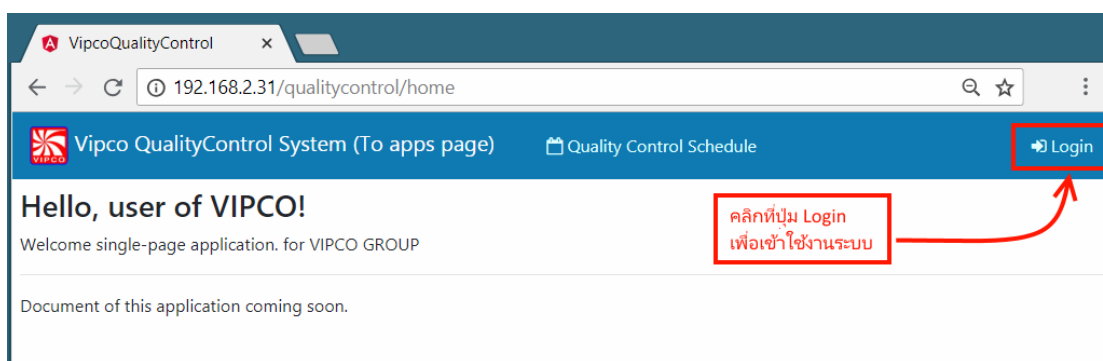 VipcoQualityControl
192.168.2.31/qualitycontrol/home
VIPCO
Vipco QualityControl System (To apps page)
Quality Control Schedule
Login
Hello, user of VIPCO!
Welcome single-page application. for VIPCO GROUP
คลิกที่ปุ่ม Login
เพื่อเข้าใช้งานระบบ
Document of this application coming soon.